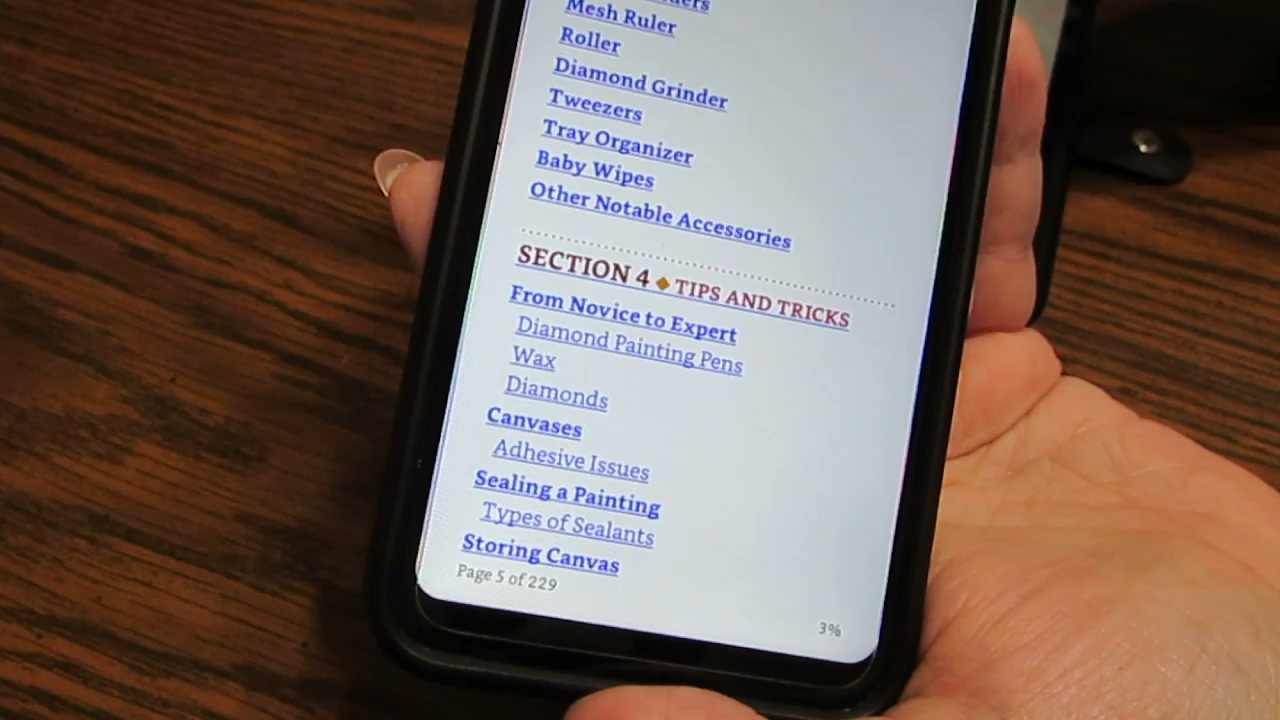 Mesh Ruler
Roller
Diamond Grinder
Tweezers
Tray Organizer
Baby Wipes
Other Notable Accessories
SECTION 4 ◆ TIPS AND TRICKS
From Novice to Expert
Diamond Painting Pens
Wax
Diamonds
Canvases
Adhesive Issues
Sealing a Painting
Types of Sealants
Storing Canvas
Page 5 of 229
3%